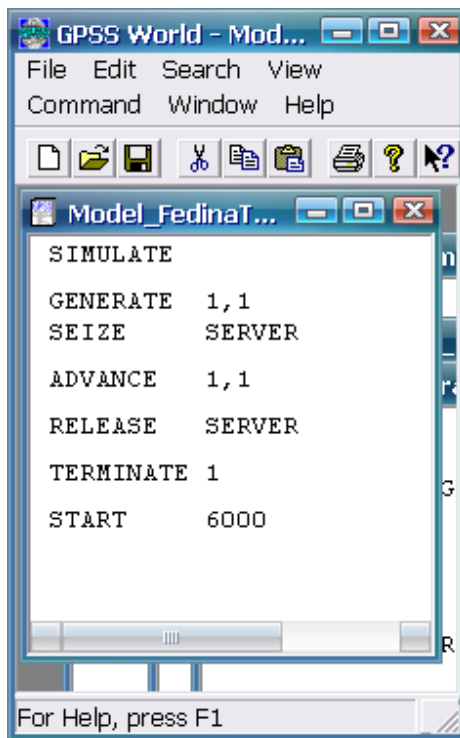 GPSS World - Mod...
File Edit Search View
Command Window Help
Model_FedinaT...
SIMULATE
GENERATE 1,1
SEIZE SERVER
ADVANCE 1,1
RELEASE SERVER
TERMINATE 1
START 6000
For Help, press F1